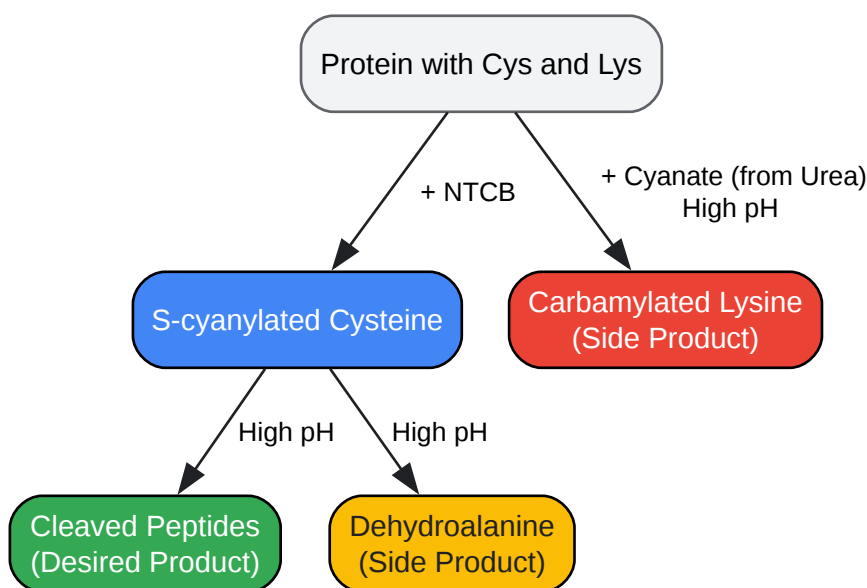 Protein with Cys and Lys
+ NTCB
+ Cyanate (from Urea)
High pH
S-cyanylated Cysteine
Carbamylated Lysine
(Side Product)
High pH
High pH
Cleaved Peptides
(Desired Product)
Dehydroalanine
(Side Product)